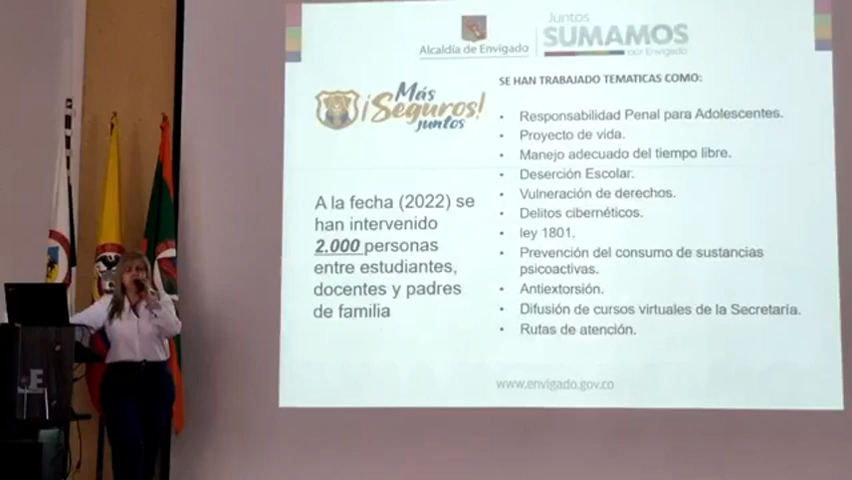 Alcaldía de Envigado
Juntos
SUMAMOS
por Envigado
Más
¡Seguros!
juntos
A la fecha (2022) se
han intervenido
2.000 personas
entre estudiantes,
docentes y padres
de familia
SE HAN TRABAJADO TEMATICAS COMO:
• Responsabilidad Penal para Adolescentes.
• Proyecto de vida.
• Manejo adecuado del tiempo libre.
• Deserción Escolar.
• Vulneración de derechos.
• Delitos cibernéticos.
• ley 1801.
• Prevención del consumo de sustancias
psicoactivas.
• Antiextorsión.
• Difusión de cursos virtuales de la Secretaría.
• Rutas de atención.
www.envigado.gov.co